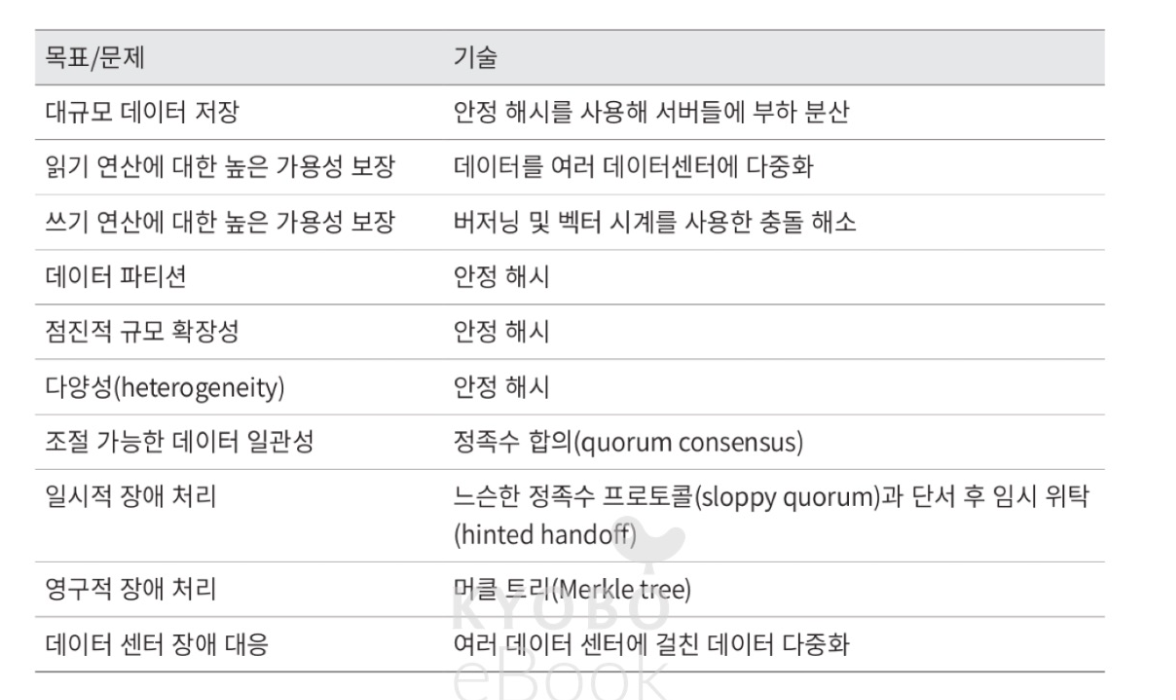 목표/문제 기술
대규모 데이터 저장 안정 해시를 사용해 서버들에 부하 분산
읽기 연산에 대한 높은 가용성 보장 데이터를 여러 데이터센터에 다중화
쓰기 연산에 대한 높은 가용성 보장 버저닝 및 벡터 시계를 사용한 충돌 해소
데이터 파티션 안정 해시
점진적 규모 확장성 안정 해시
다양성(heterogeneity) 안정 해시
조절 가능한 데이터 일관성 정족수 합의(quorum consensus)
일시적 장애 처리 느슨한 정족수 프로토콜(sloppy quorum)과 단서 후 임시 위탁
(hinted handoff)
영구적 장애 처리 머클 트리(Merkle tree)
KYOBO
데이터 센터 장애 대응 여러 데이터 센터에 걸친 데이터 다중화
eBook